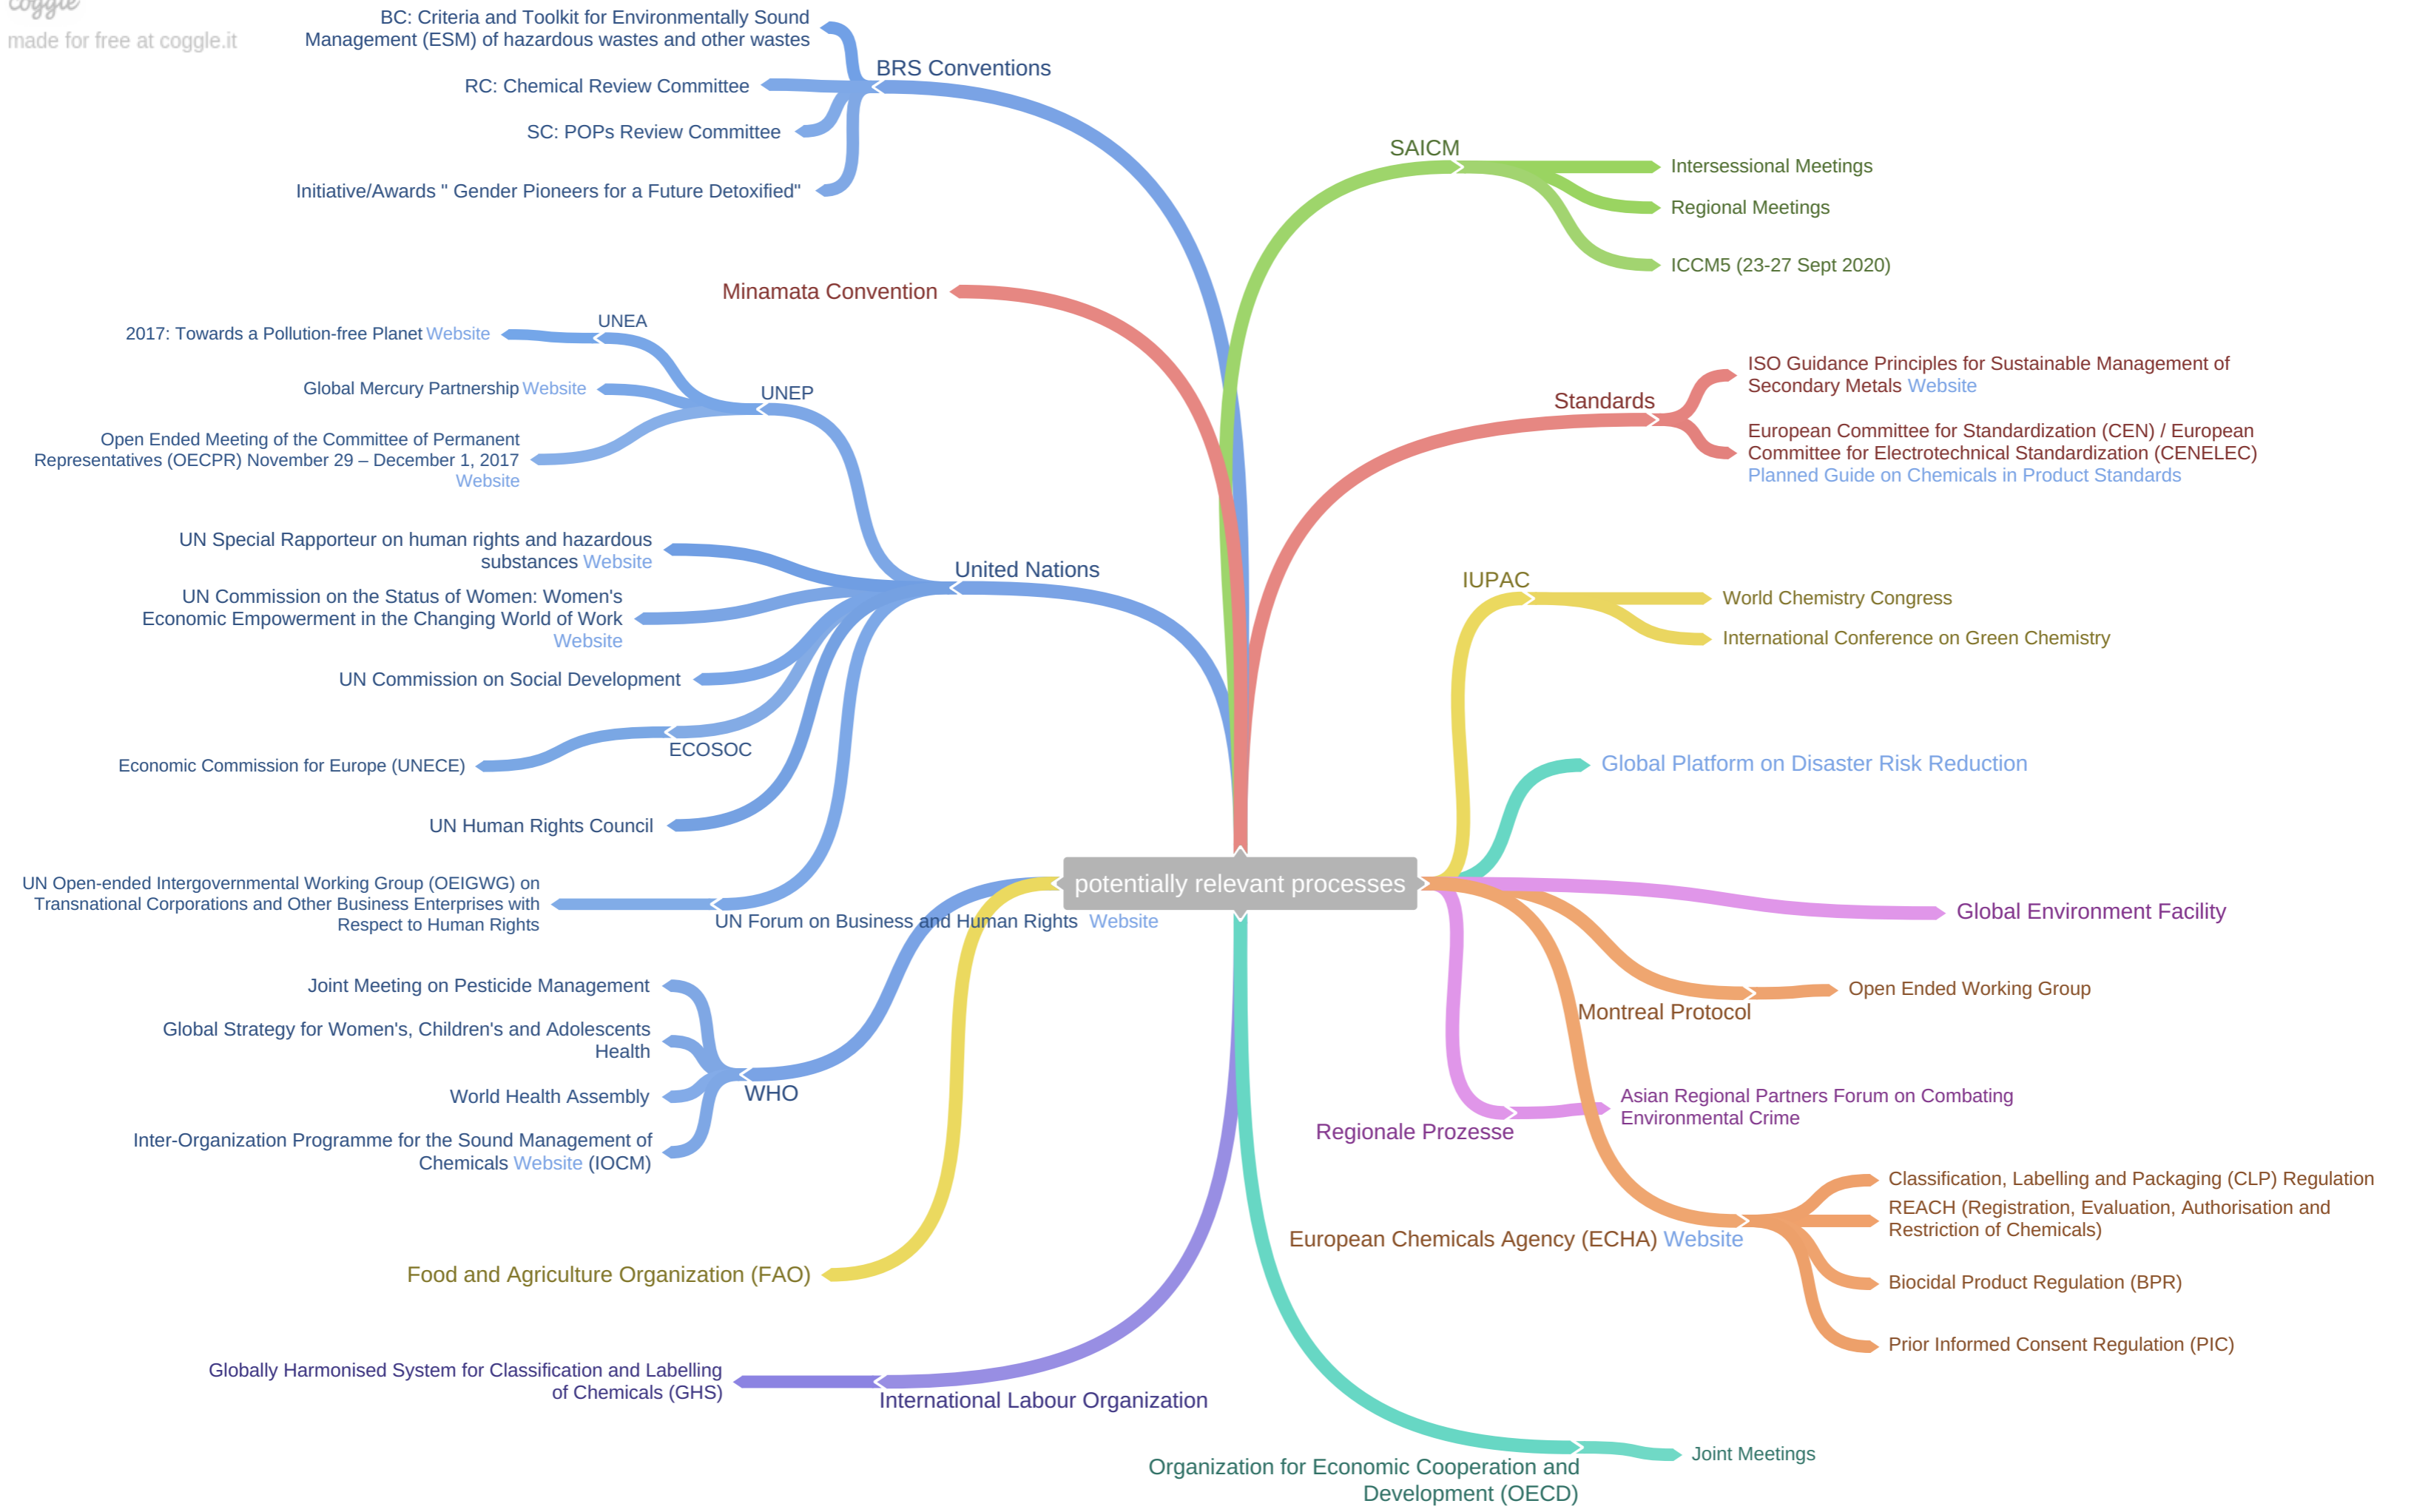 coggle
made for free at coggle.it
BC: Criteria and Toolkit for Environmentally Sound
Management (ESM) of hazardous wastes and other wastes
RC: Chemical Review Committee
SC: POPs Review Committee
Initiative/Awards " Gender Pioneers for a Future Detoxified"
BRS Conventions
Minamata Convention
UNEA
2017: Towards a Pollution-free Planet Website
Global Mercury Partnership Website
UNEP
Open Ended Meeting of the Committee of Permanent
Representatives (OECPR) November 29 – December 1, 2017
Website
UN Special Rapporteur on human rights and hazardous
substances Website
United Nations
UN Commission on the Status of Women: Women's
Economic Empowerment in the Changing World of Work
Website
UN Commission on Social Development
ECOSOC
Economic Commission for Europe (UNECE)
UN Human Rights Council
UN Open-ended Intergovernmental Working Group (OEIGWG) on
Transnational Corporations and Other Business Enterprises with
Respect to Human Rights
UN Forum on Business and Human Rights Website
Joint Meeting on Pesticide Management
Global Strategy for Women's, Children's and Adolescents
Health
World Health Assembly
WHO
Inter-Organization Programme for the Sound Management of
Chemicals Website (IOCM)
Food and Agriculture Organization (FAO)
Globally Harmonised System for Classification and Labelling
of Chemicals (GHS)
International Labour Organization
potentially relevant processes
SAICM
Intersessional Meetings
Regional Meetings
ICCM5 (23-27 Sept 2020)
Standards
ISO Guidance Principles for Sustainable Management of
Secondary Metals Website
European Committee for Standardization (CEN) / European
Committee for Electrotechnical Standardization (CENELEC)
Planned Guide on Chemicals in Product Standards
IUPAC
World Chemistry Congress
International Conference on Green Chemistry
Global Platform on Disaster Risk Reduction
Global Environment Facility
Montreal Protocol
Open Ended Working Group
Regionale Prozesse
Asian Regional Partners Forum on Combating
Environmental Crime
European Chemicals Agency (ECHA) Website
Classification, Labelling and Packaging (CLP) Regulation
REACH (Registration, Evaluation, Authorisation and
Restriction of Chemicals)
Biocidal Product Regulation (BPR)
Prior Informed Consent Regulation (PIC)
Organization for Economic Cooperation and
Development (OECD)
Joint Meetings